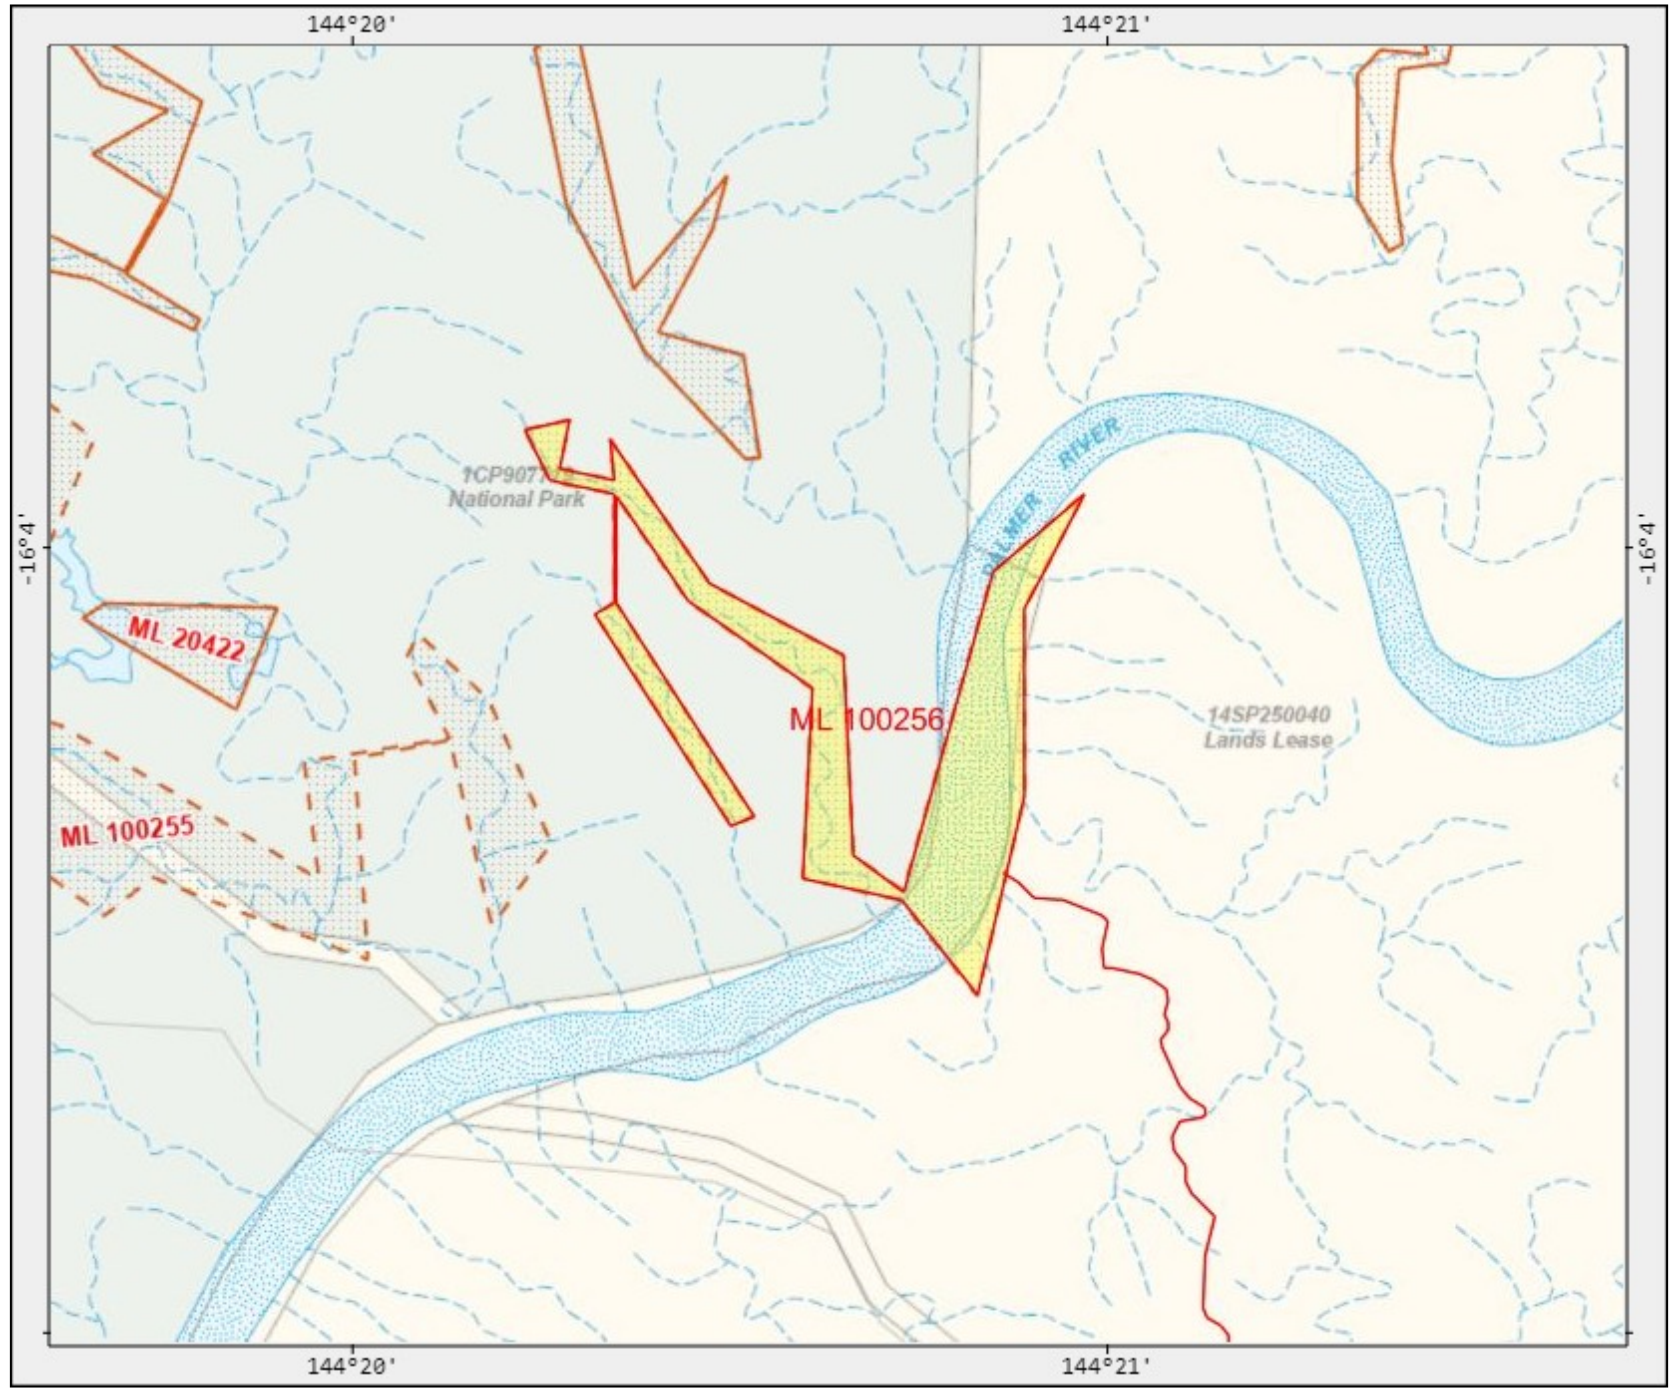 144°20' 144°21'
PALMER RIVER
1CP907
National Park
-16°4' -16°4'
ML 20422
ML 100256
14SP250040
Lands Lease
ML 100255
144°20' 144°21'